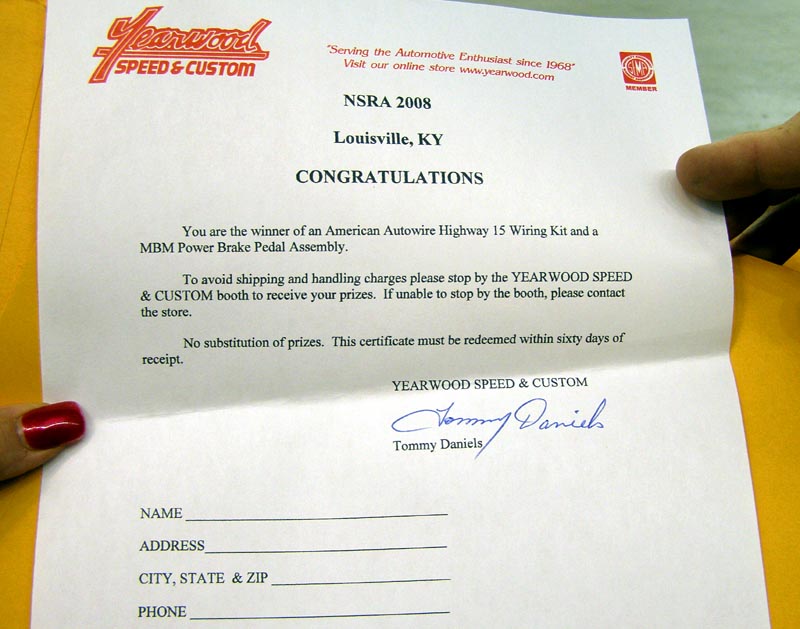 Yearwood
SPEED & CUSTOM
"Serving the Automotive Enthusiast since 1968"
Visit our online store www.yearwood.com
SEMA
MEMBER
NSRA 2008
Louisville, KY
CONGRATULATIONS
You are the winner of an American Autowire Highway 15 Wiring Kit and a
MBM Power Brake Pedal Assembly.
To avoid shipping and handling charges please stop by the YEARWOOD SPEED
& CUSTOM booth to receive your prizes. If unable to stop by the booth, please contact
the store.
No substitution of prizes. This certificate must be redeemed within sixty days of
receipt.
YEARWOOD SPEED & CUSTOM
Tommy Daniels
Tommy Daniels
NAME
ADDRESS
CITY, STATE & ZIP
PHONE